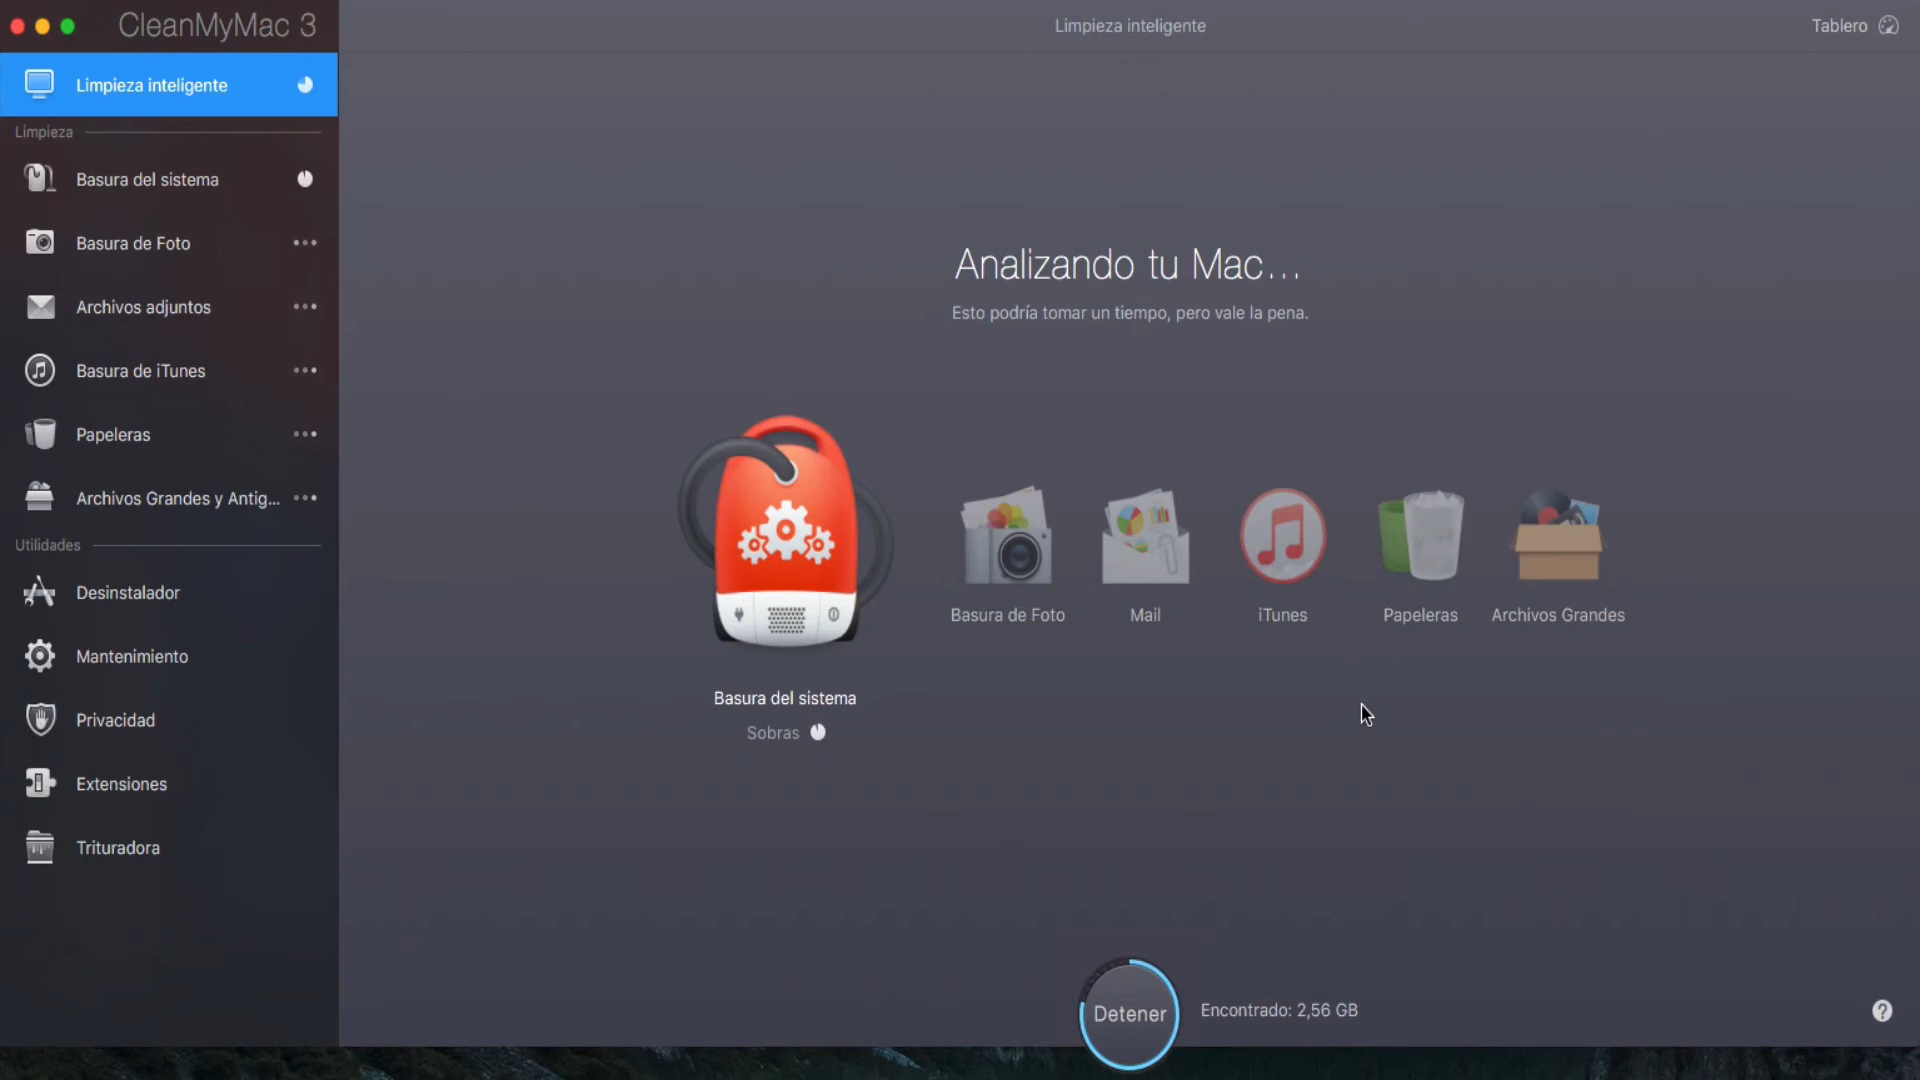 CleanMyMac 3
Limpieza inteligente
Tablero
Limpieza inteligente
Limpieza
Basura del sistema
Basura de Foto
Archivos adjuntos
Basura de iTunes
Papeleras
Archivos Grandes y Antig...
Utilidades
Desinstalador
Mantenimiento
Privacidad
Extensiones
Trituradora
Analizando tu Mac...
Esto podría tomar un tiempo, pero vale la pena.
Basura de Foto
Mail
iTunes
Papeleras
Archivos Grandes
Basura del sistema
Sobras
Detener
Encontrado: 2,56 GB
?